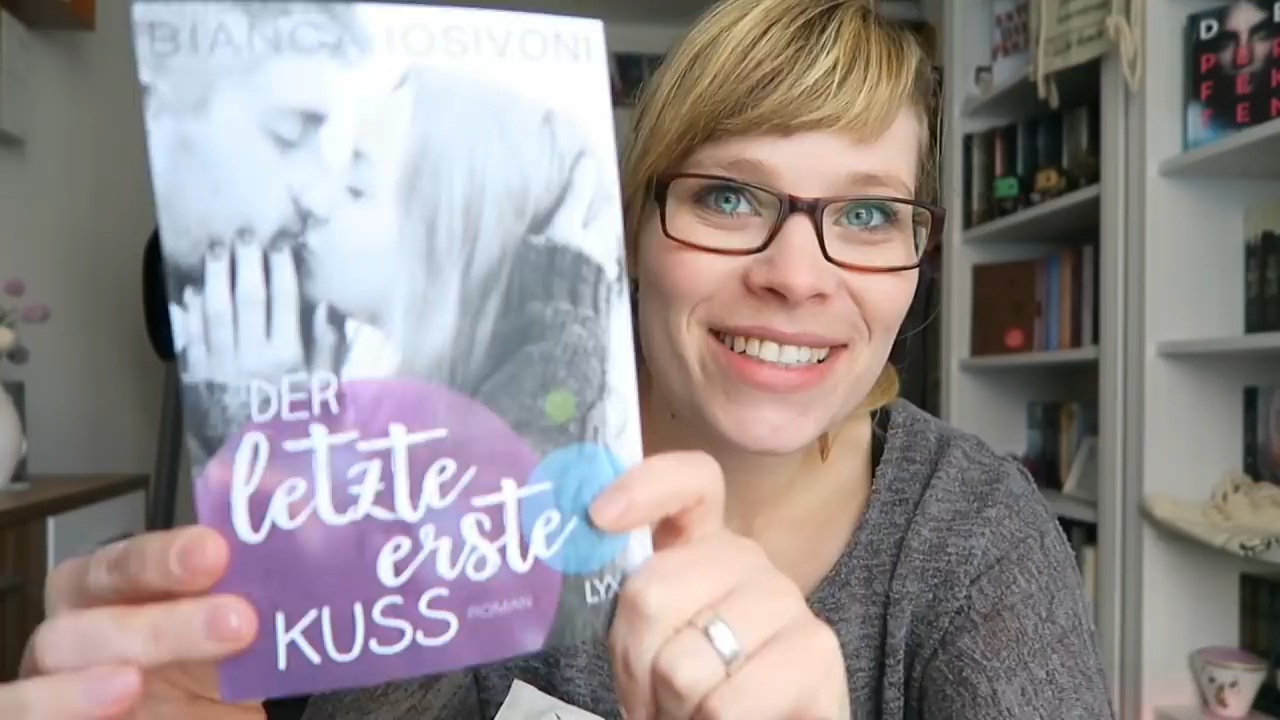 BIANCA IOSIVONI
DER
letzte
erste
KUSS
ROMAN
LYX